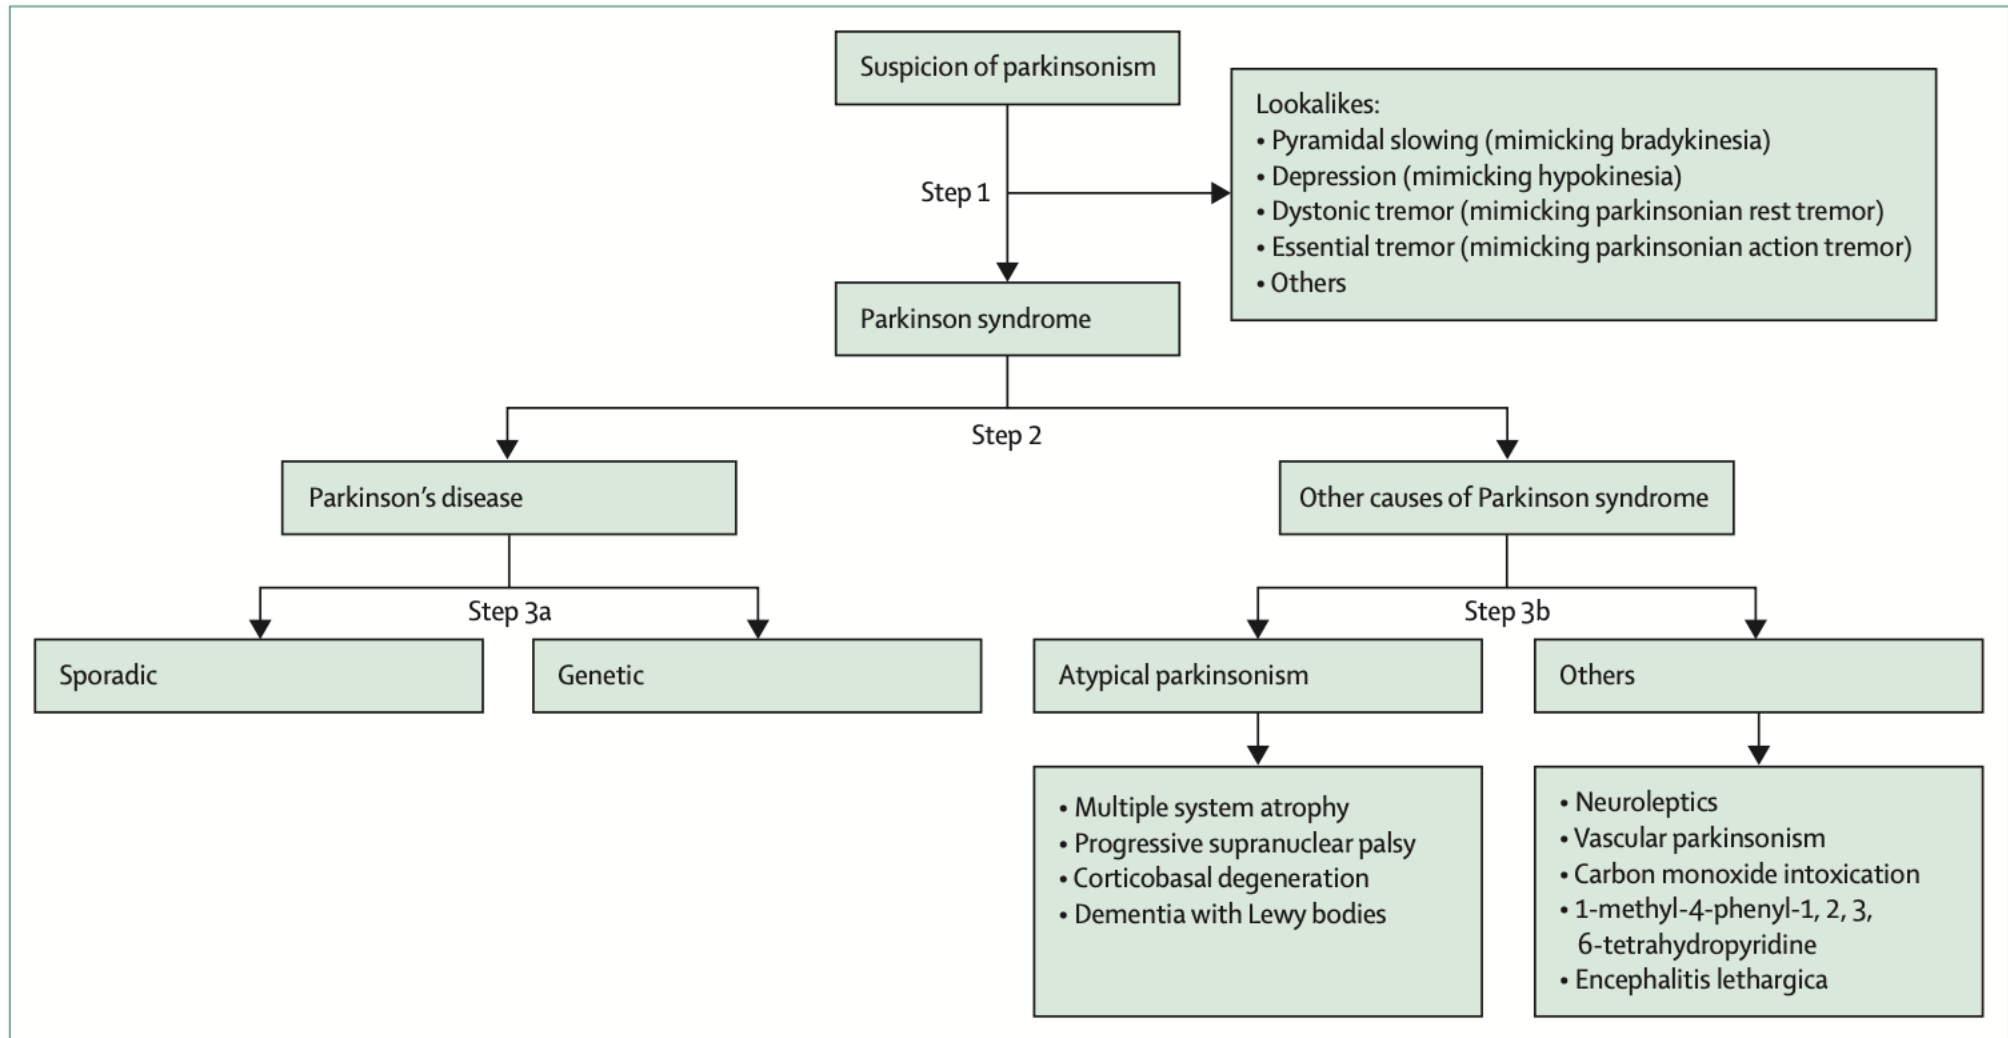 Suspicion of parkinsonism
Lookalikes:
• Pyramidal slowing (mimicking bradykinesia)
• Depression (mimicking hypokinesia)
• Dystonic tremor (mimicking parkinsonian rest tremor)
• Essential tremor (mimicking parkinsonian action tremor)
• Others
Step 1
Parkinson syndrome
Step 2
Parkinson’s disease
Other causes of Parkinson syndrome
Step 3a
Step 3b
Sporadic
Genetic
Atypical parkinsonism
Others
• Multiple system atrophy
• Progressive supranuclear palsy
• Corticobasal degeneration
• Dementia with Lewy bodies
• Neuroleptics
• Vascular parkinsonism
• Carbon monoxide intoxication
• 1-methyl-4-phenyl-1, 2, 3,
6-tetrahydropyridine
• Encephalitis lethargica